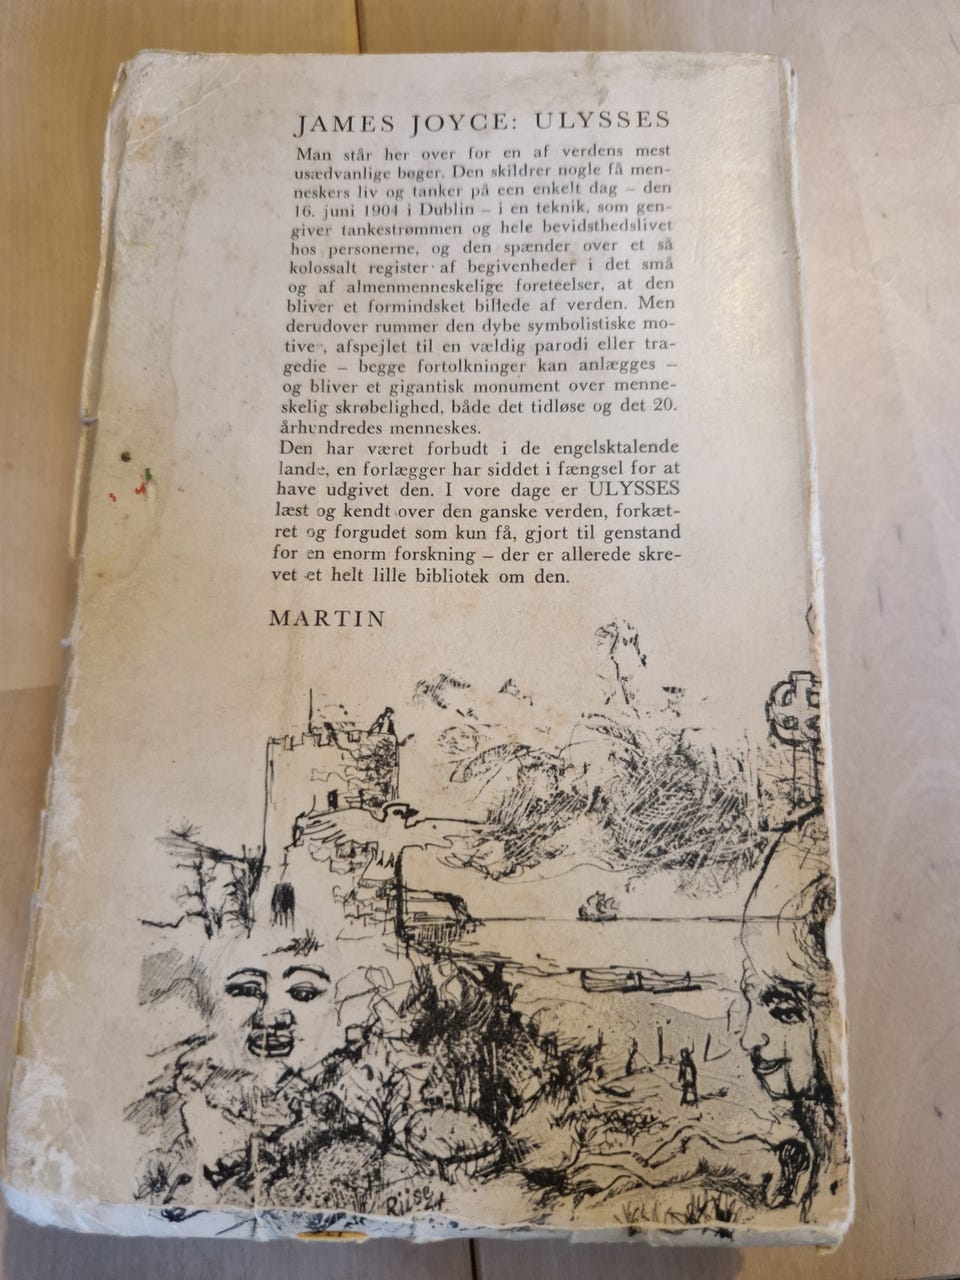 JAMES JOYCE: ULYSSES
Man står her over for en af verdens mest
usædvanlige bøger. Den skildrer nogle få men-
neskers liv og tanker på een enkelt dag – den
16. juni 1904 i Dublin – i en teknik, som gen-
giver tankestrømmen og hele bevidsthedslivet
hos personerne, og den spænder over et så
kolossalt register af begivenheder i det små
og af almenmenneskelige foreteelser, at den
bliver et formindsket billede af verden. Men
derudover rummer den dybe symbolistiske mo-
tiver, afspejlet til en vældig parodi eller tra-
gedie – begge fortolkninger kan anlægges –
og bliver et gigantisk monument over menne-
skelig skrøbelighed, både det tidløse og det 20.
århundredes menneskes.
Den har været forbudt i de engelsktalende
lande, en forlægger har siddet i fængsel for at
have udgivet den. I vore dage er ULYSSES
læst og kendt over den ganske verden, forkæt-
ret og forgudet som kun få, gjort til genstand
for en enorm forskning – der er allerede skre-
vet et helt lille bibliotek om den.
MARTIN
Riise